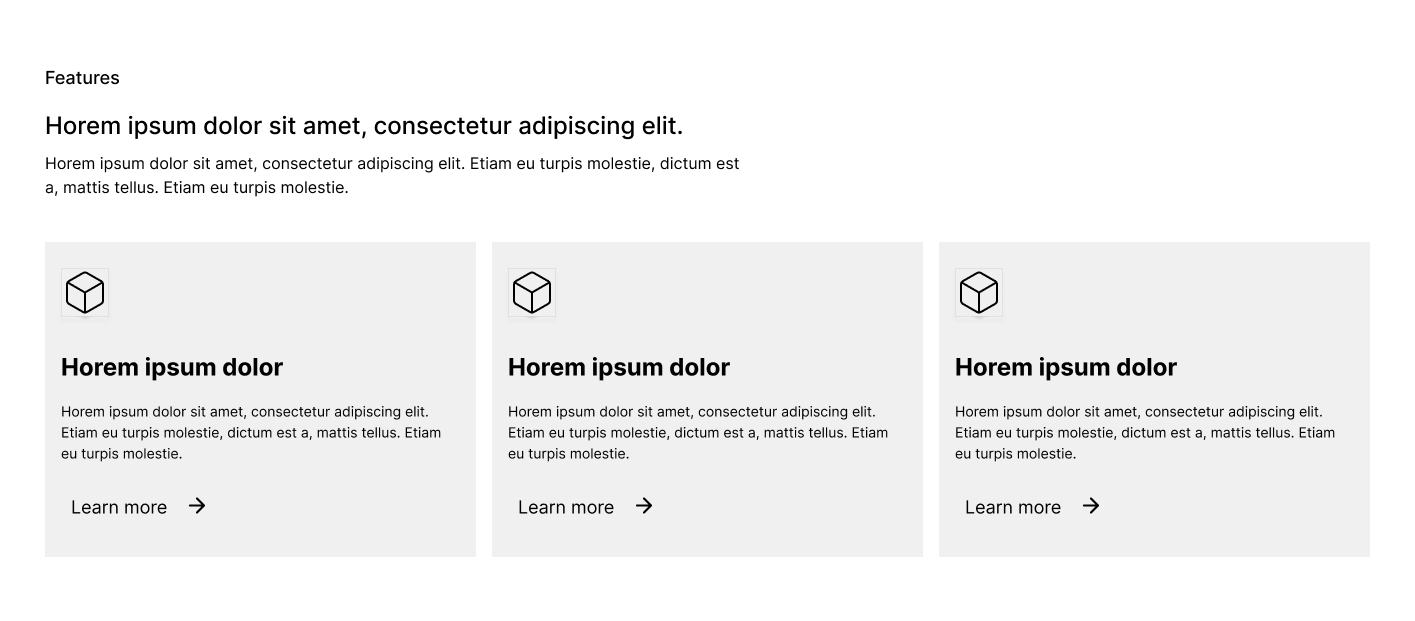 Features
Horem ipsum dolor sit amet, consectetur adipiscing elit.
Horem ipsum dolor sit amet, consectetur adipiscing elit. Etiam eu turpis molestie, dictum est
a, mattis tellus. Etiam eu turpis molestie.
Horem ipsum dolor
Horem ipsum dolor sit amet, consectetur adipiscing elit.
Etiam eu turpis molestie, dictum est a, mattis tellus. Etiam
eu turpis molestie.
Learn more
Horem ipsum dolor
Horem ipsum dolor sit amet, consectetur adipiscing elit.
Etiam eu turpis molestie, dictum est a, mattis tellus. Etiam
eu turpis molestie.
Learn more
Horem ipsum dolor
Horem ipsum dolor sit amet, consectetur adipiscing elit.
Etiam eu turpis molestie, dictum est a, mattis tellus. Etiam
eu turpis molestie.
Learn more